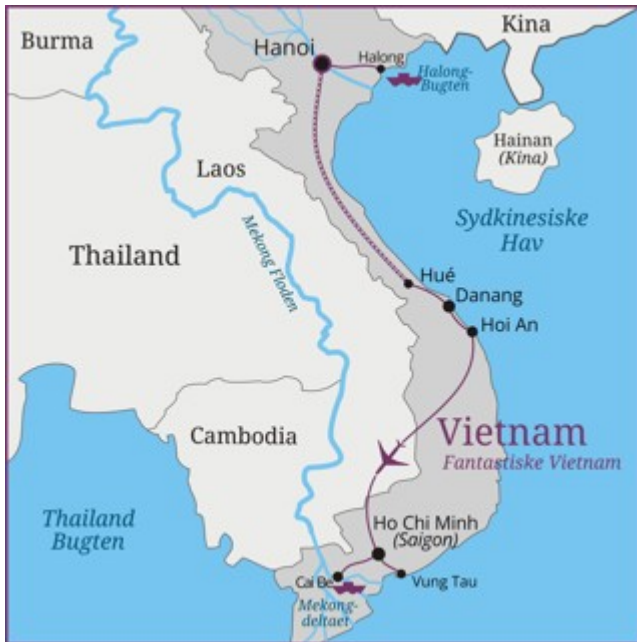 Burma
Kina
Hanoi
Halong
Halong-
Bugten
Hainan
(Kina)
Laos
Sydkinesiske
Hav
Mekong Floden
Thailand
Hué
Danang
Hoi An
Cambodia
Vietnam
Fantastiske Vietnam
Thailand
Bugten
Ho Chi Minh
(Saigon)
Cai Be
Vung Tau
Mekong-
deltaet